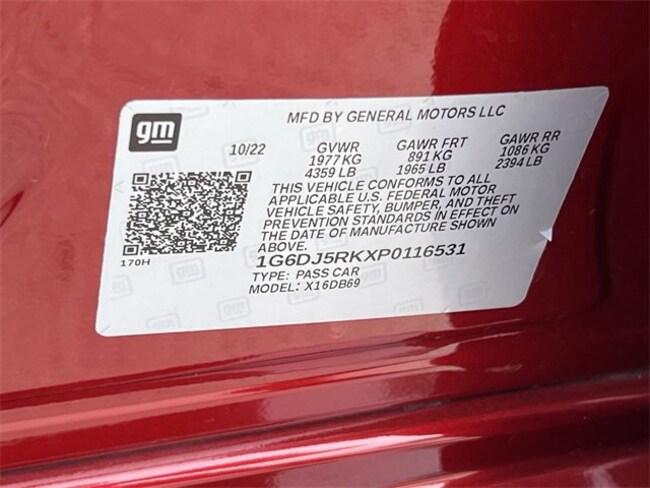 gm
MFD BY GENERAL MOTORS LLC
10/22 GVWR GAWR FRT GAWR RR
1977 KG 891 KG 1086 KG
4359 LB 1965 LB 2394 LB
THIS VEHICLE CONFORMS TO ALL
APPLICABLE U.S. FEDERAL MOTOR
VEHICLE SAFETY, BUMPER, AND THEFT
PREVENTION STANDARDS IN EFFECT ON
THE DATE OF MANUFACTURE SHOWN
ABOVE.
170H
1G6DJ5RKXP0116531
TYPE: PASS CAR
MODEL: X16DB69